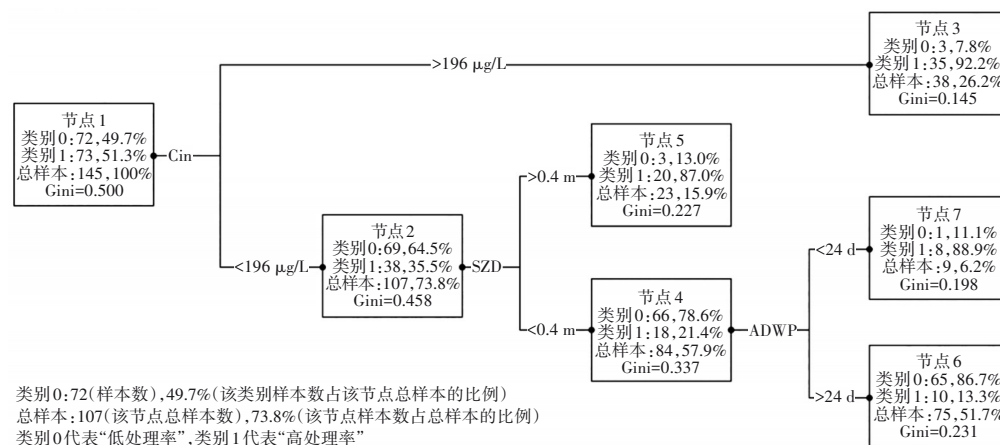 节点3
类别0:3,7.8%
类别1:35,92.2%
总样本:38,26.2%
Gini=0.145
>196 μg/L
节点1
类别0:72,49.7%
类别1:73,51.3%
总样本:145,100%
Gini=0.500
Cin
节点5
类别0:3,13.0%
类别1:20,87.0%
总样本:23,15.9%
Gini=0.227
>0.4 m
节点2
类别0:69,64.5%
类别1:38,35.5%
总样本:107,73.8%
Gini=0.458
<196 μg/L
SZD
节点7
类别0:1,11.1%
类别1:8,88.9%
总样本:9,6.2%
Gini=0.198
<24 d
节点4
类别0:66,78.6%
类别1:18,21.4%
总样本:84,57.9%
Gini=0.337
<0.4 m
ADWP
节点6
类别0:65,86.7%
类别1:10,13.3%
总样本:75,51.7%
Gini=0.231
>24 d
类别0:72(样本数),49.7%(该类别样本数占该节点总样本的比例)
总样本:107(该节点总样本数),73.8%(该节点样本数占总样本的比例)
类别0代表“低处理率”,类别1代表“高处理率”